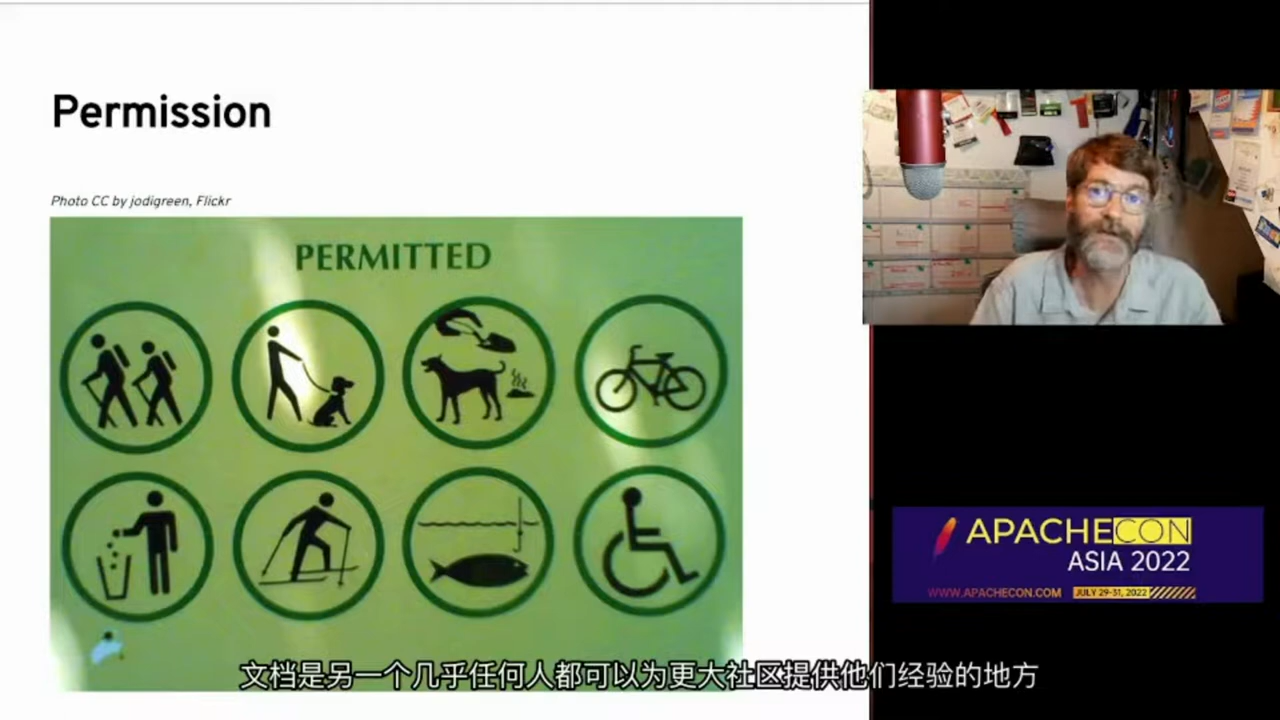 Permission
Photo CC by jodigreen, Flickr
PERMITTED
APACHECON
ASIA 2022
WWW.APACHECON.COM
JULY 29-31, 2022
文档是另一个几乎任何人都可以为更大社区提供他们经验的地方